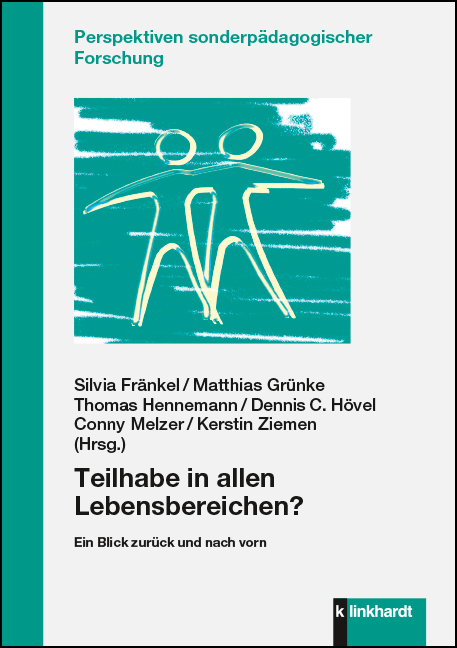 Perspektiven sonderpädagogischer
Forschung
Silvia Fränkel / Matthias Grünke
Thomas Hennemann / Dennis C. Hövel
Conny Melzer / Kerstin Ziemen
(Hrsg.)
Teilhabe in allen
Lebensbereichen?
Ein Blick zurück und nach vorn
klinkhardt